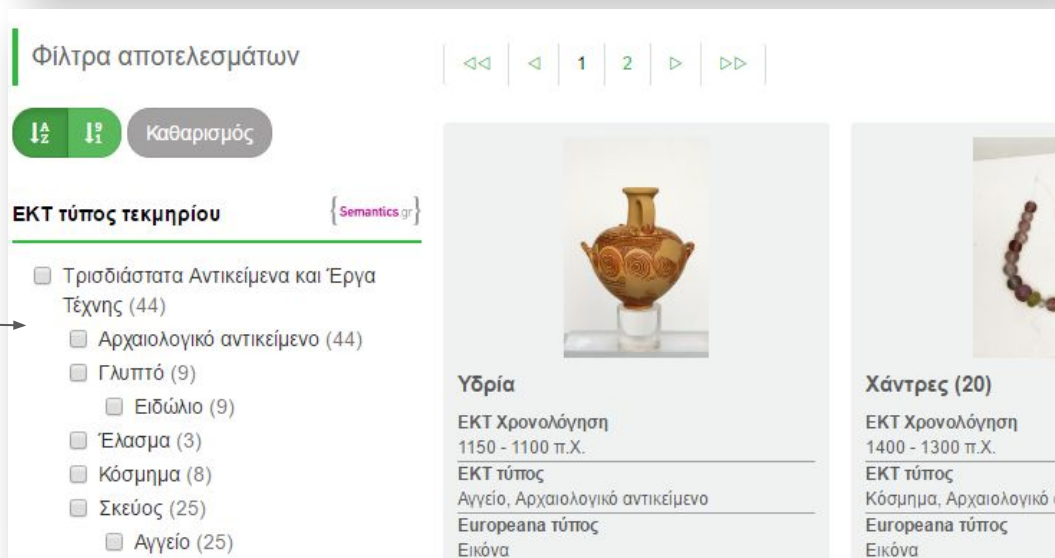 Φίλτρα αποτελεσμάτων
1 2
Καθαρισμός
ΕΚΤ τύπος τεκμηρίου
{Semantics.gr}
Τρισδιάστατα Αντικείμενα και Έργα
Τέχνης (44)
Αρχαιολογικό αντικείμενο (44)
Γλυπτό (9)
Ειδώλιο (9)
Έλασμα (3)
Κόσμημα (8)
Σκεύος (25)
Αγγείο (25)
Υδρία
ΕΚΤ Χρονολόγηση
1150 - 1100 π.Χ.
ΕΚΤ τύπος
Αγγείο, Αρχαιολογικό αντικείμενο
Europeana τύπος
Εικόνα
Χάντρες (20)
ΕΚΤ Χρονολόγηση
1400 - 1300 π.Χ.
ΕΚΤ τύπος
Κόσμημα, Αρχαιολογικό
Europeana τύπος
Εικόνα